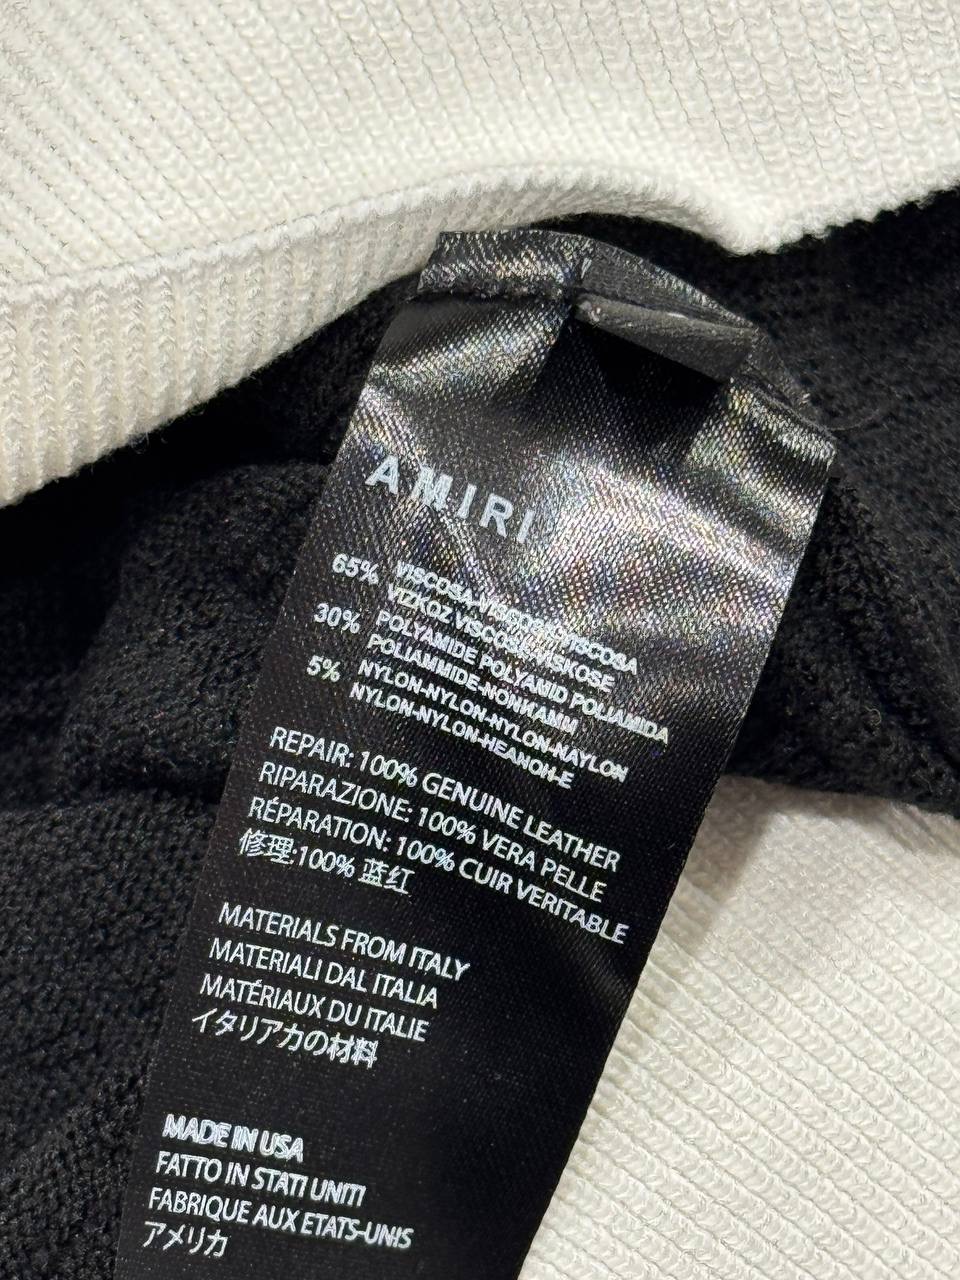 AMIRI
65% VISCOSA-VISCOSE-VISCOSA
VIZKQZ VISCOSE-VISKOSE
30% POLYAMIDE POLYAMID POLIAMIDA
POLIAMMIDE-NONИAMM
5% NYLON-NYLON-NYLON-NAYLON
NYLON-NYLON-HEANOH-E
REPAIR: 100% GENUINE LEATHER
RIPARAZIONE: 100% VERA PELLE
RÉPARATION: 100% CUIR VERITABLE
修理:100% 蓝红
MATERIALS FROM ITALY
MATERIALI DAL ITALIA
MATÉRIAUX DU ITALIE
イタリアカの材料
MADE IN USA
FATTO IN STATI UNITI
FABRIQUE AUX ETATS-UNIS
アメリカ